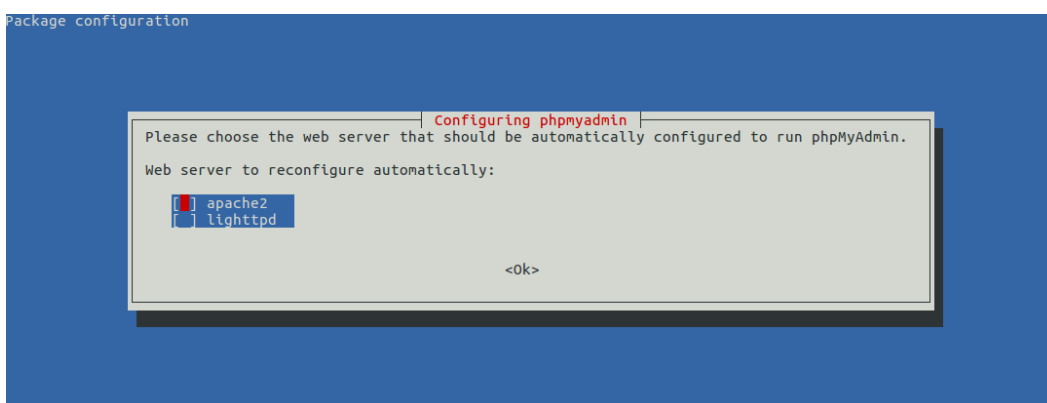 Package configuration
Configuring phpmyadmin
Please choose the web server that should be automatically configured to run phpMyAdmin.
Web server to reconfigure automatically:
[ ] apache2
[ ] lighttpd
<Ok>